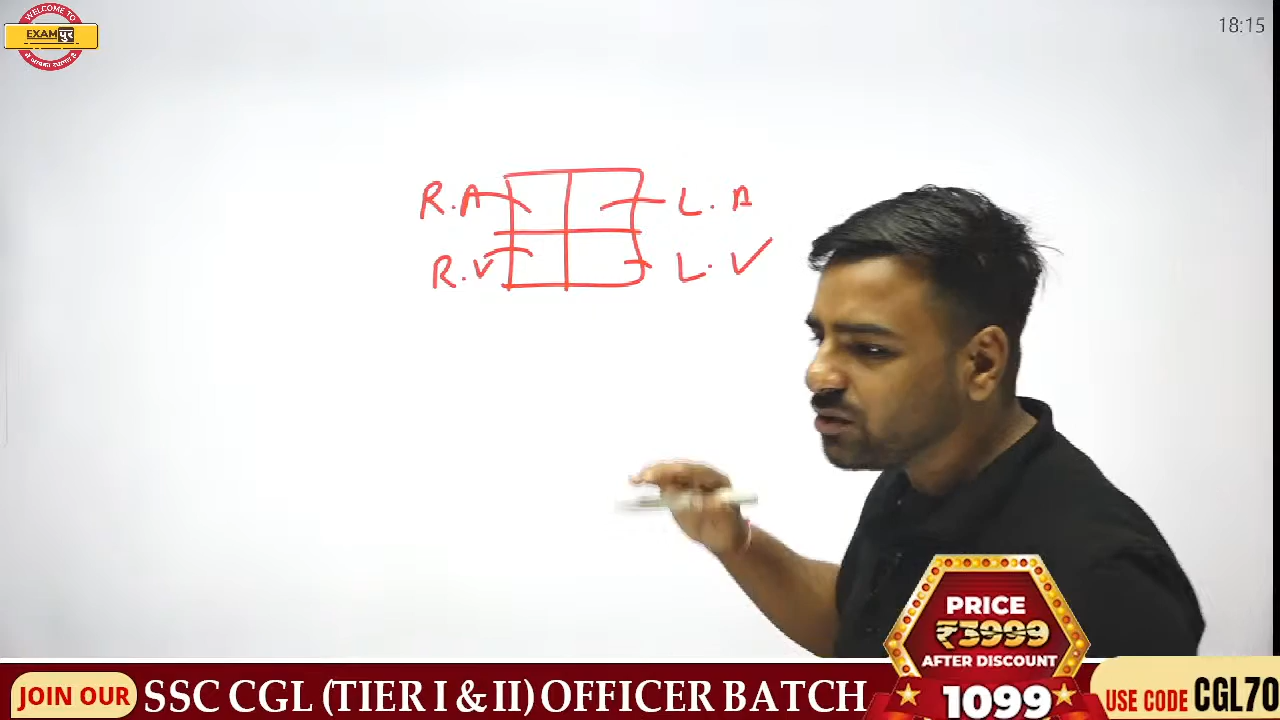 WELCOME TO
EXAMपुर
18:15
R.A
L.A
R.V
L.V
PRICE
₹3999
AFTER DISCOUNT
1099
JOIN OUR
SSC CGL (TIER I & II) OFFICER BATCH
USE CODE CGL70